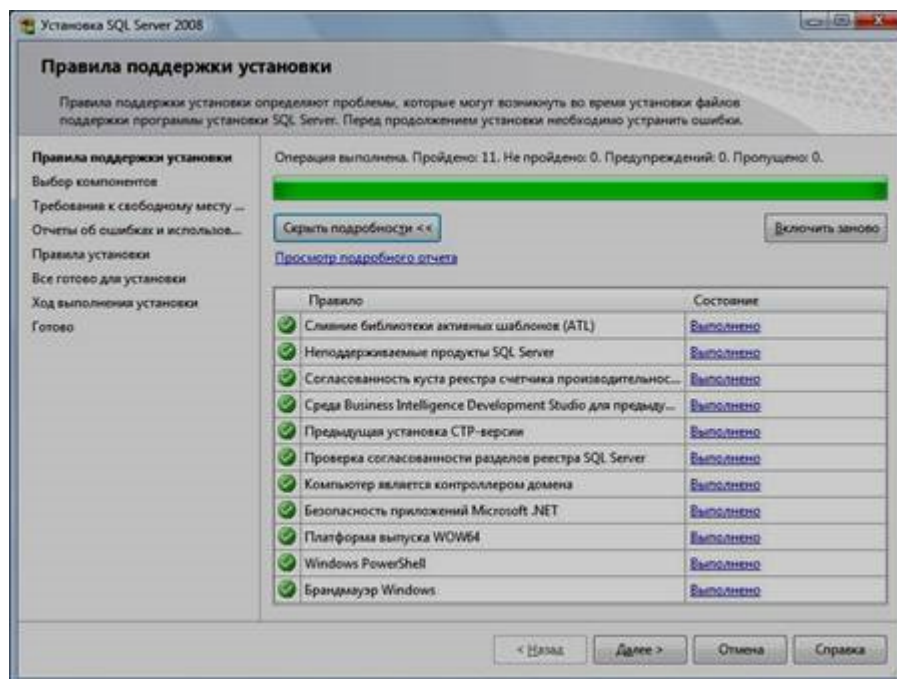 Установка SQL Server 2008
Правила поддержки установки
Правила поддержки установки определяют проблемы, которые могут возникнуть во время установки файлов
поддержки программы установки SQL Server. Перед продолжением установки необходимо устранить ошибки.
Правила поддержки установки
Выбор компонентов
Требования к свободному месту ...
Отчеты об ошибках и использов...
Правила установки
Все готово для установки
Ход выполнения установки
Готово
Операция выполнена. Пройдено: 11. Не пройдено: 0. Предупреждений: 0. Пропущено: 0.
Скрыть подробности <<
Включить заново
Просмотр подробного отчета
Правило Состояние
Слияние библиотеки активных шаблонов (ATL) Выполнено
Неподдерживаемые продукты SQL Server Выполнено
Согласованность куста реестра счетчика производительнос... Выполнено
Среда Business Intelligence Development Studio для предыду... Выполнено
Предыдущая установка CTP-версии Выполнено
Проверка согласованности разделов реестра SQL Server Выполнено
Компьютер является контроллером домена Выполнено
Безопасность приложений Microsoft .NET Выполнено
Платформа выпуска WOW64 Выполнено
Windows PowerShell Выполнено
Брандмауэр Windows Выполнено
< Назад
Далее >
Отмена
Справка